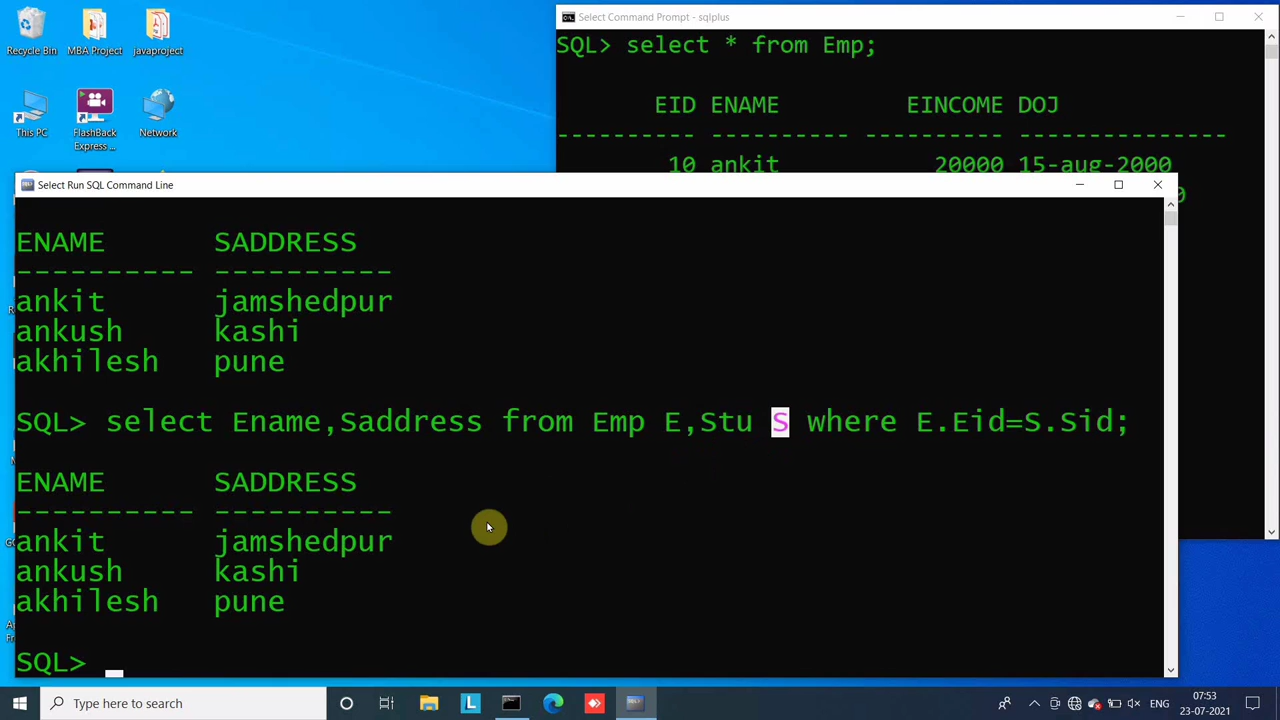 Recycle Bin
MBA Project
javaproject
This PC
FlashBack
Express ...
Network
Select Command Prompt - sqlplus
SQL> select * from Emp;
EID ENAME EINCOME DOJ
---------- ---------- ---------- ---------------
10 ankit 20000 15-aug-2000
Select Run SQL Command Line
ENAME SADDRESS
---------- ----------
ankit jamshedpur
ankush kashi
akhilesh pune
SQL> select Ename,Saddress from Emp E,Stu S where E.Eid=S.Sid;
ENAME SADDRESS
---------- ----------
ankit jamshedpur
ankush kashi
akhilesh pune
SQL>
Type here to search
ENG
07:53
23-07-2021